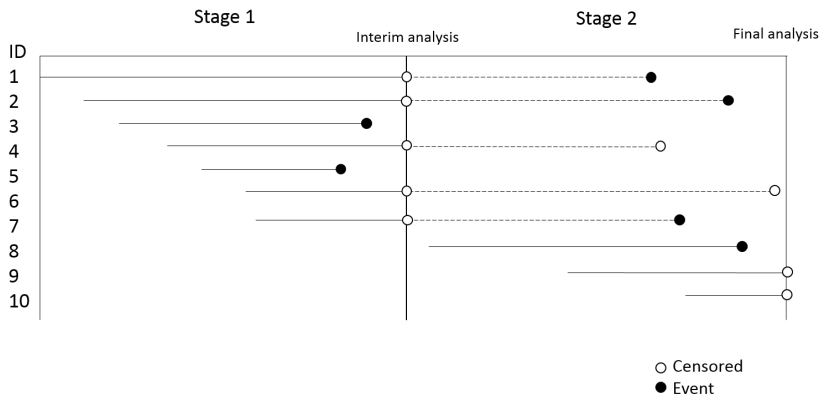 Stage 1
Stage 2
Interim analysis
Final analysis
ID
1
2
3
4
5
6
7
8
9
10
Censored
Event